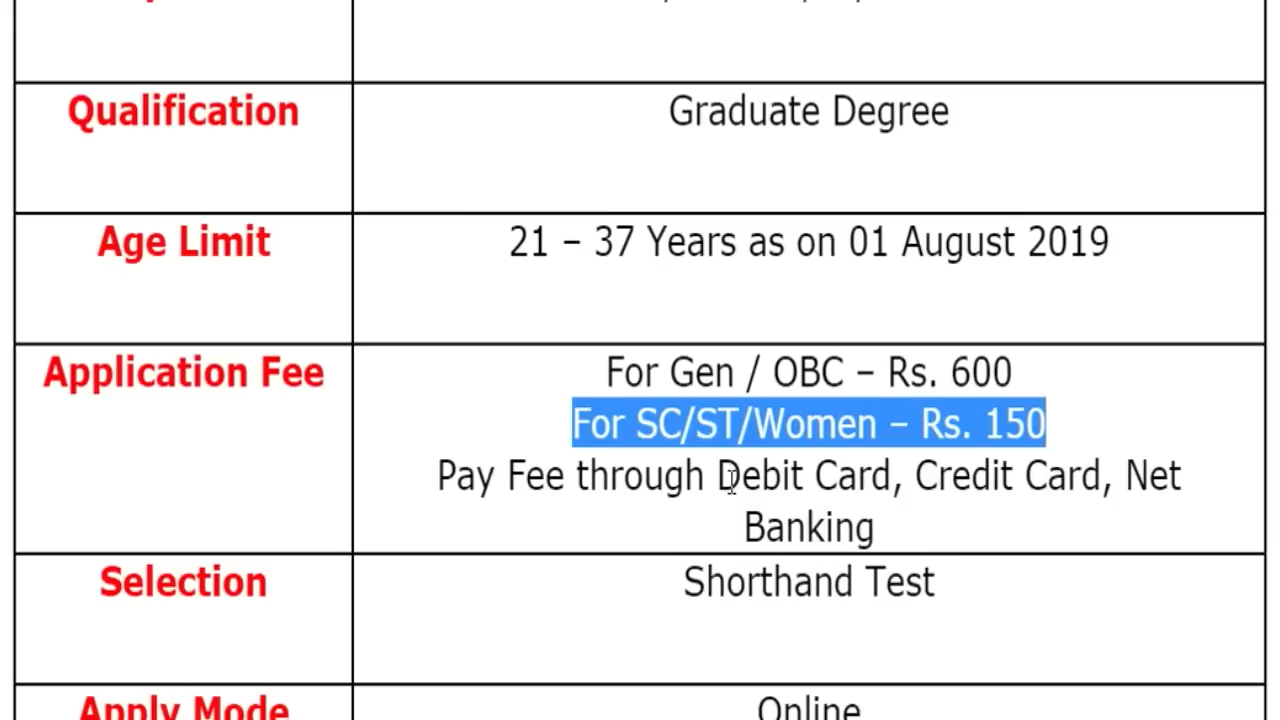 Qualification
Graduate Degree
Age Limit
21 – 37 Years as on 01 August 2019
Application Fee
For Gen / OBC – Rs. 600
For SC/ST/Women – Rs. 150
Pay Fee through Debit Card, Credit Card, Net
Banking
Selection
Shorthand Test
Apply Mode
Online